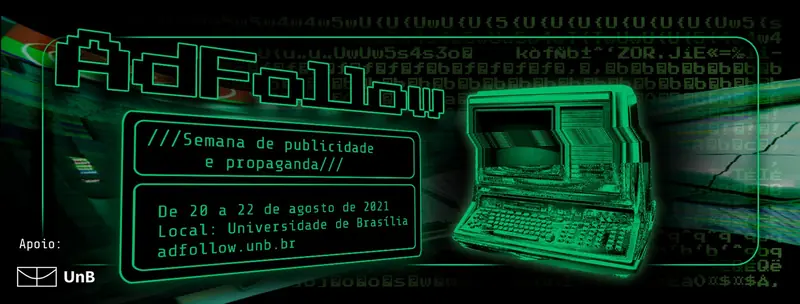 AdFollow
///Semana de publicidade
e propaganda///
De 20 a 22 de agosto de 2021
Local: Universidade de Brasília
adfollow.unb.br
Apoio:
UnB